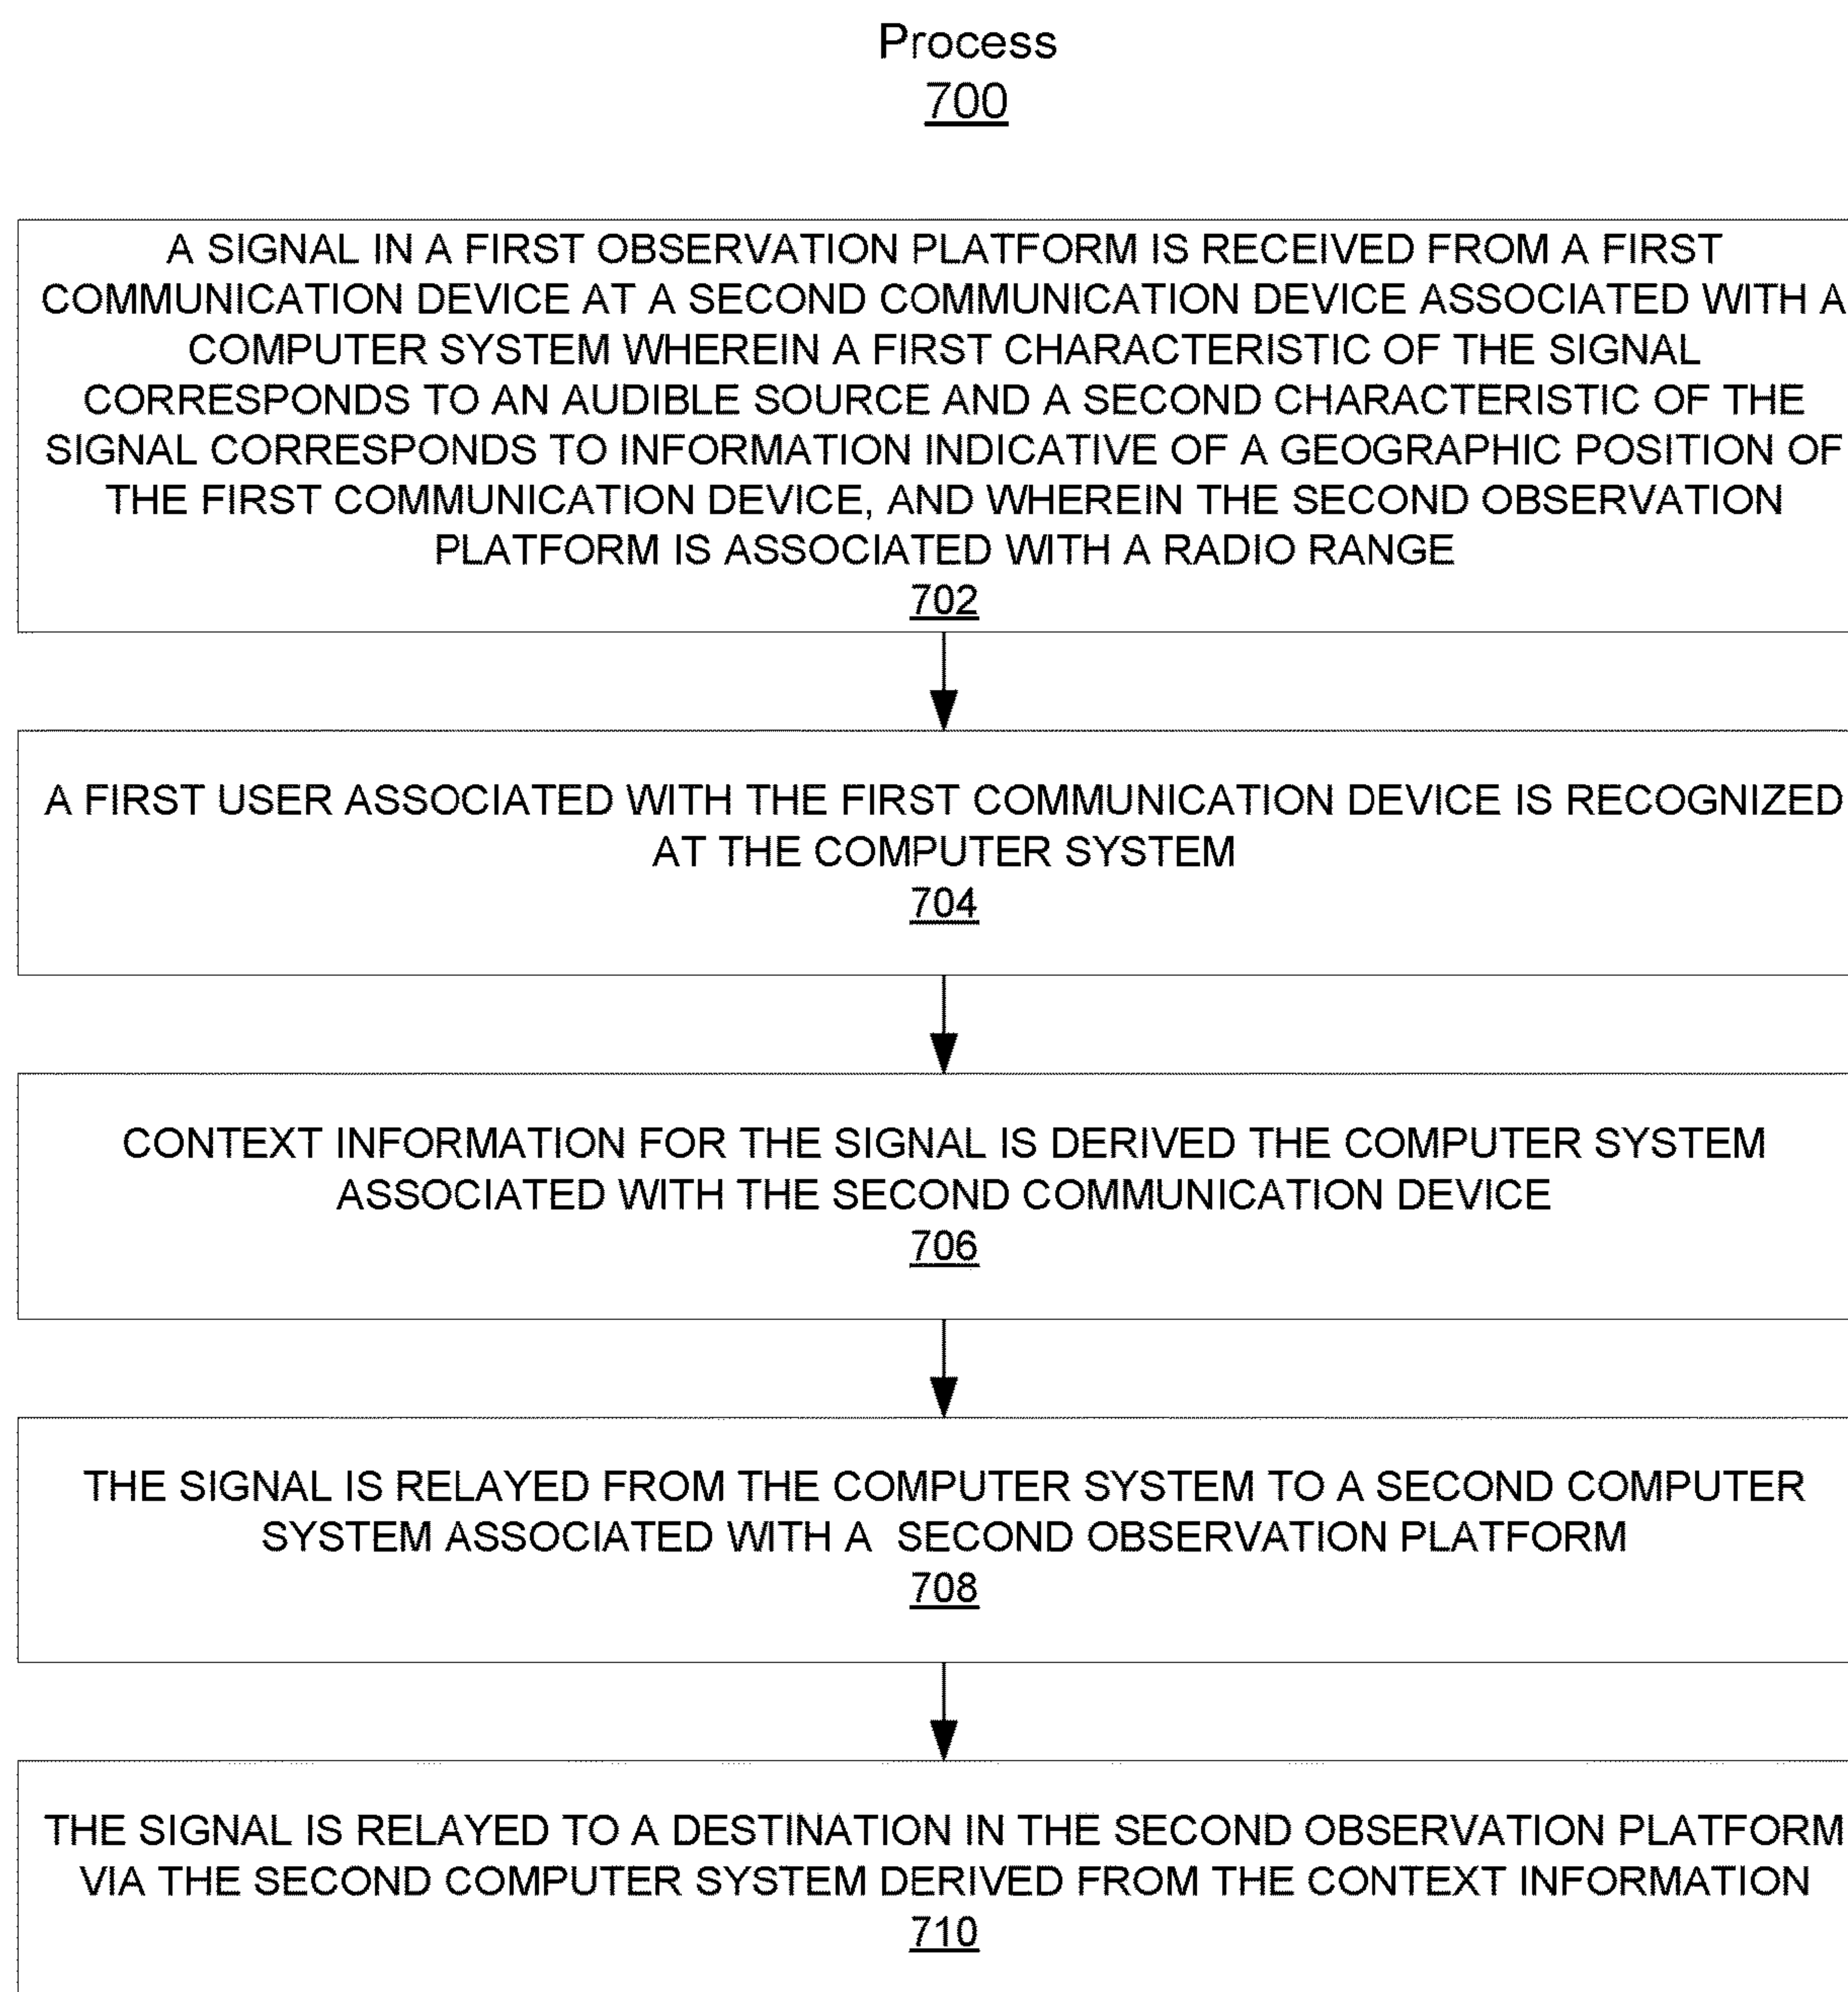 Process
700
A SIGNAL IN A FIRST OBSERVATION PLATFORM IS RECEIVED FROM A FIRST
COMMUNICATION DEVICE AT A SECOND COMMUNICATION DEVICE ASSOCIATED WITH A
COMPUTER SYSTEM WHEREIN A FIRST CHARACTERISTIC OF THE SIGNAL
CORRESPONDS TO AN AUDIBLE SOURCE AND A SECOND CHARACTERISTIC OF THE
SIGNAL CORRESPONDS TO INFORMATION INDICATIVE OF A GEOGRAPHIC POSITION OF
THE FIRST COMMUNICATION DEVICE, AND WHEREIN THE SECOND OBSERVATION
PLATFORM IS ASSOCIATED WITH A RADIO RANGE
702
A FIRST USER ASSOCIATED WITH THE FIRST COMMUNICATION DEVICE IS RECOGNIZED
AT THE COMPUTER SYSTEM
704
CONTEXT INFORMATION FOR THE SIGNAL IS DERIVED THE COMPUTER SYSTEM
ASSOCIATED WITH THE SECOND COMMUNICATION DEVICE
706
THE SIGNAL IS RELAYED FROM THE COMPUTER SYSTEM TO A SECOND COMPUTER
SYSTEM ASSOCIATED WITH A SECOND OBSERVATION PLATFORM
708
THE SIGNAL IS RELAYED TO A DESTINATION IN THE SECOND OBSERVATION PLATFORM
VIA THE SECOND COMPUTER SYSTEM DERIVED FROM THE CONTEXT INFORMATION
710